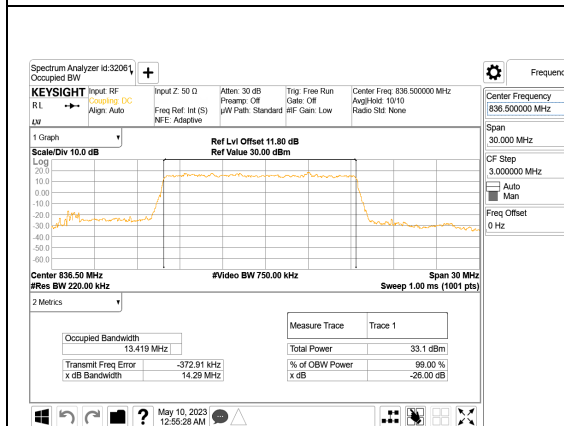 Spectrum Analyzer Id:32061
Occupied BW
+
KEYSIGHT
RL
LXI
Input: RF
Coupling: DC
Align: Auto
Input Z: 50 Ω
Freq Ref: Int (S)
NFE: Adaptive
Atten: 30 dB
Preamp: Off
µW Path: Standard
Trig: Free Run
Gate: Off
#IF Gain: Low
Center Freq: 836.500000 MHz
Avg|Hold: 10/10
Radio Std: None
1 Graph
Scale/Div 10.0 dB
Ref Lvl Offset 11.80 dB
Ref Value 30.00 dBm
Log
20.0
10.0
0.00
-10.0
-20.0
-30.0
-40.0
-50.0
-60.0
Center 836.50 MHz
#Res BW 220.00 kHz
#Video BW 750.00 kHz
Span 30 MHz
Sweep 1.00 ms (1001 pts)
2 Metrics
Occupied Bandwidth
13.419 MHz
Transmit Freq Error -372.91 kHz
x dB Bandwidth 14.29 MHz
Measure Trace Trace 1
Total Power 33.1 dBm
% of OBW Power 99.00 %
x dB -26.00 dB
?
May 10, 2023
12:55:28 AM
Frequenc
Center Frequency
836.500000 MHz
Span
30.000 MHz
CF Step
3.000000 MHz
Auto
Man
Freq Offset
0 Hz